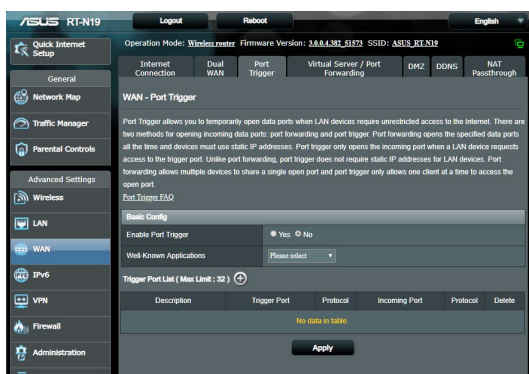 ASUS RT-N19
Logout
Reboot
English
Quick Internet Setup
Operation Mode: Wireless router Firmware Version: 3.0.0.4.382_51573 SSID: ASUS_RT-N19
General
Network Map
Traffic Manager
Parental Controls
Advanced Settings
Wireless
LAN
WAN
IPv6
VPN
Firewall
Administration
Internet Connection
Dual WAN
Port Trigger
Virtual Server / Port Forwarding
DMZ
DDNS
NAT Passthrough
WAN - Port Trigger
Port Trigger allows you to temporarily open data ports when LAN devices require unrestricted access to the Internet. There are
two methods for opening incoming data ports: port forwarding and port trigger. Port forwarding opens the specified data ports
all the time and devices must use static IP addresses. Port trigger only opens the incoming port when a LAN device requests
access to the trigger port. Unlike port forwarding, port trigger does not require static IP addresses for LAN devices. Port
forwarding allows multiple devices to share a single open port and port trigger only allows one client at a time to access the
open port.
Port Trigger FAQ
Basic Config
Enable Port Trigger
Yes No
Well-Known Applications
Please select
Trigger Port List ( Max Limit : 32 )
Description Trigger Port Protocol Incoming Port Protocol Delete
No data in table.
Apply